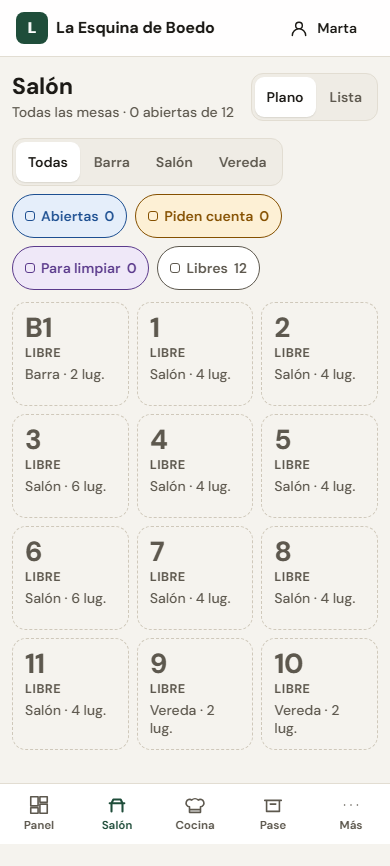 L La Esquina de Boedo Marta
Salón
Todas las mesas · 0 abiertas de 12
Plano Lista
Todas Barra Salón Vereda
Abiertas 0 Piden cuenta 0
Para limpiar 0 Libres 12
B1 1 2
LIBRE LIBRE LIBRE
Barra · 2 lug. Salón · 4 lug. Salón · 4 lug.
3 4 5
LIBRE LIBRE LIBRE
Salón · 6 lug. Salón · 4 lug. Salón · 4 lug.
6 7 8
LIBRE LIBRE LIBRE
Salón · 6 lug. Salón · 4 lug. Salón · 4 lug.
11 9 10
LIBRE LIBRE LIBRE
Salón · 4 lug. Vereda · 2 lug. Vereda · 2 lug.
Panel Salón Cocina Pase Más